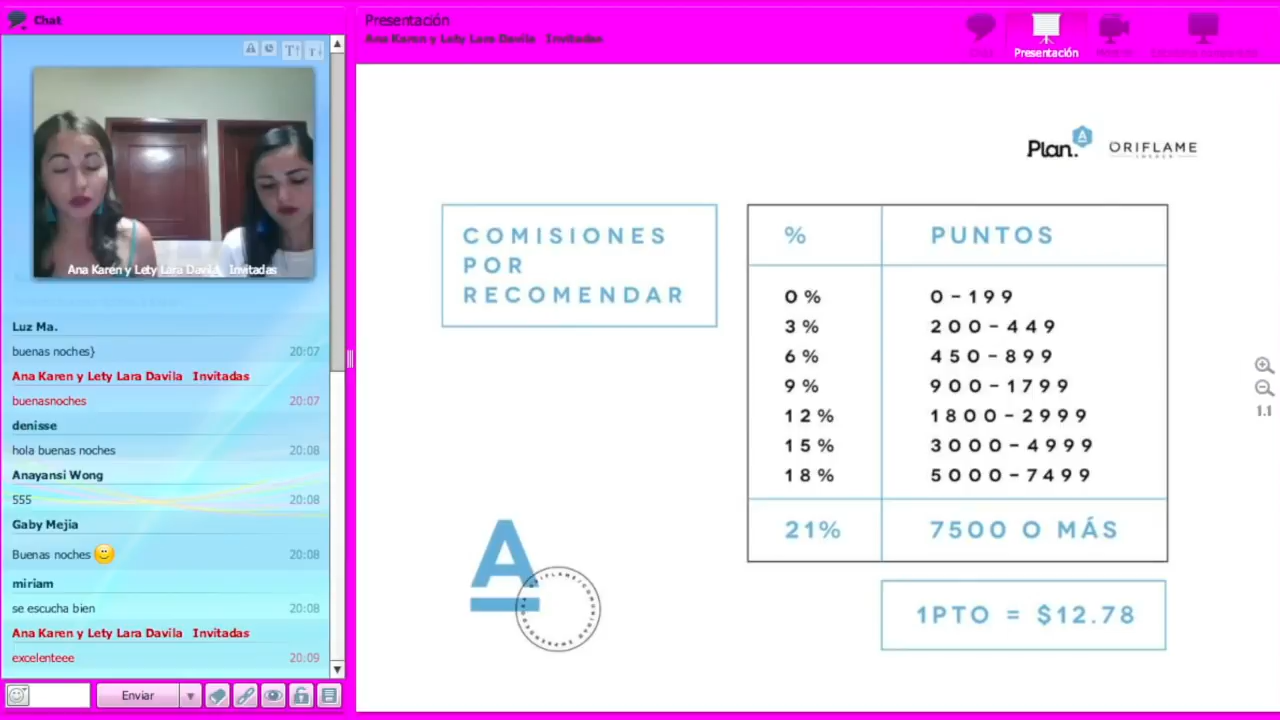 Chat
Ana Karen y Lety Lara Davila Invitadas
Luz Ma.
buenas noches}
20:07
Ana Karen y Lety Lara Davila Invitadas
buenasnoches
20:07
denisse
hola buenas noches
20:08
Anayansi Wong
555
20:08
Gaby Mejia
Buenas noches
20:08
miriam
se escucha bien
20:08
Ana Karen y Lety Lara Davila Invitadas
excelenteee
20:09
Enviar
Presentación
Ana Karen y Lety Lara Davila Invitadas
Chat
Presentación
Plan. A
ORIFLAME
SWEDEN
COMISIONES
POR
RECOMENDAR
% PUNTOS
0% 0-199
3% 200-449
6% 450-899
9% 900-1799
12% 1800-2999
15% 3000-4999
18% 5000-7499
21% 7500 O MÁS
1PTO = $12.78
A
1.1